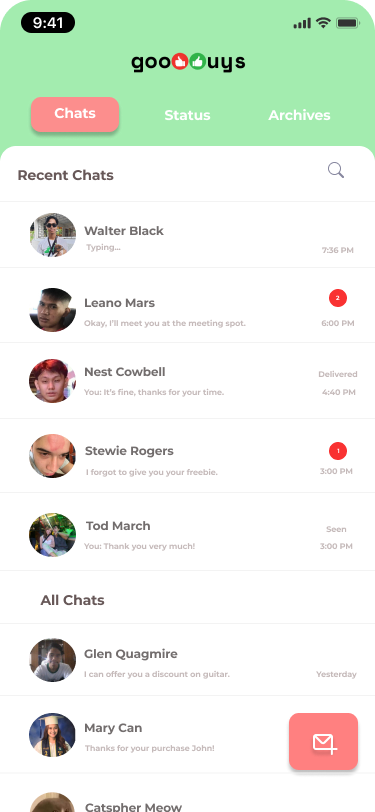 9:41
goouys
Chats Status Archives
Recent Chats
Walter Black
Typing...
7:36 PM
Leano Mars
2
Okay, I'll meet you at the meeting spot.
6:00 PM
Nest Cowbell
Delivered
You: It's fine, thanks for your time.
4:40 PM
Stewie Rogers
1
I forgot to give you your freebie.
3:00 PM
Tod March
Seen
You: Thank you very much!
3:00 PM
All Chats
Glen Quagmire
I can offer you a discount on guitar.
Yesterday
Mary Can
Thanks for your purchase John!
Catspher Meow